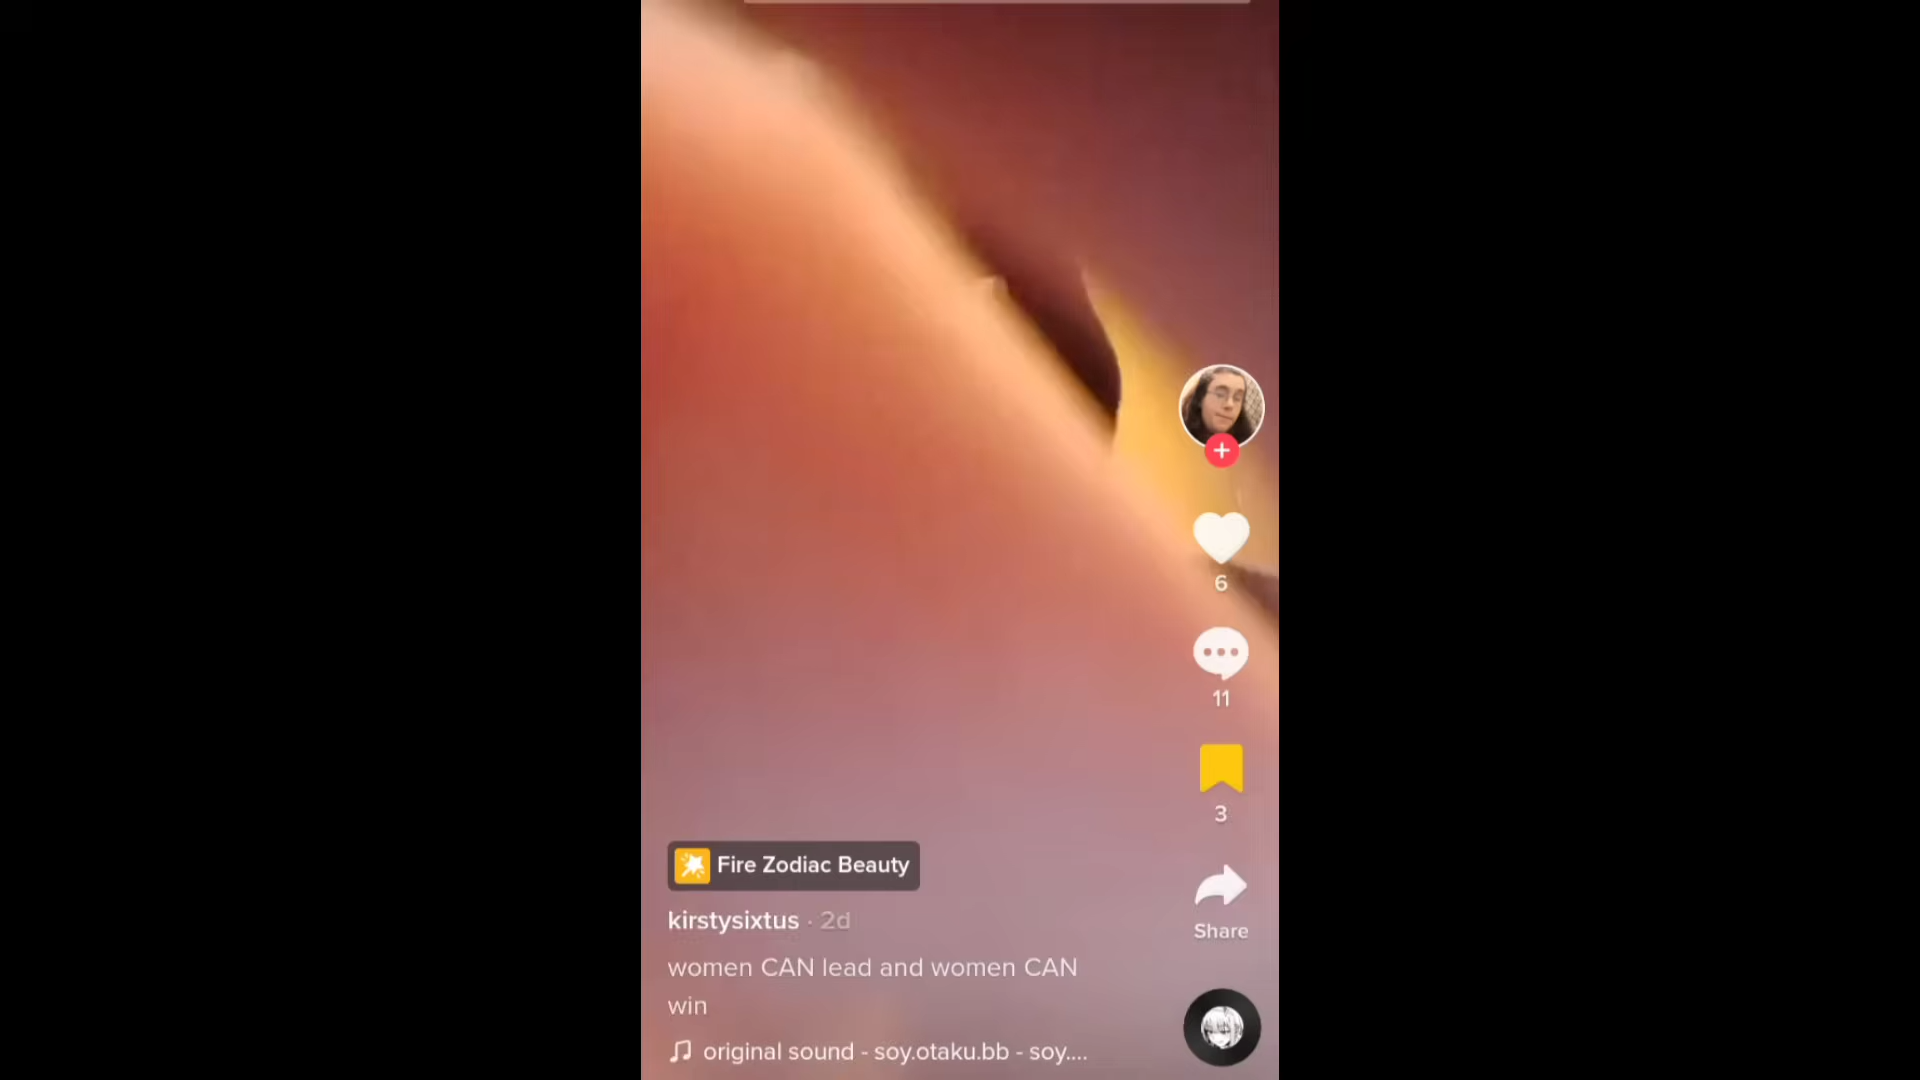 6
11
3
Share
Fire Zodiac Beauty
kirstysixtus · 2d
women CAN lead and women CAN
win
original sound - soy.otaku.bb - soy....